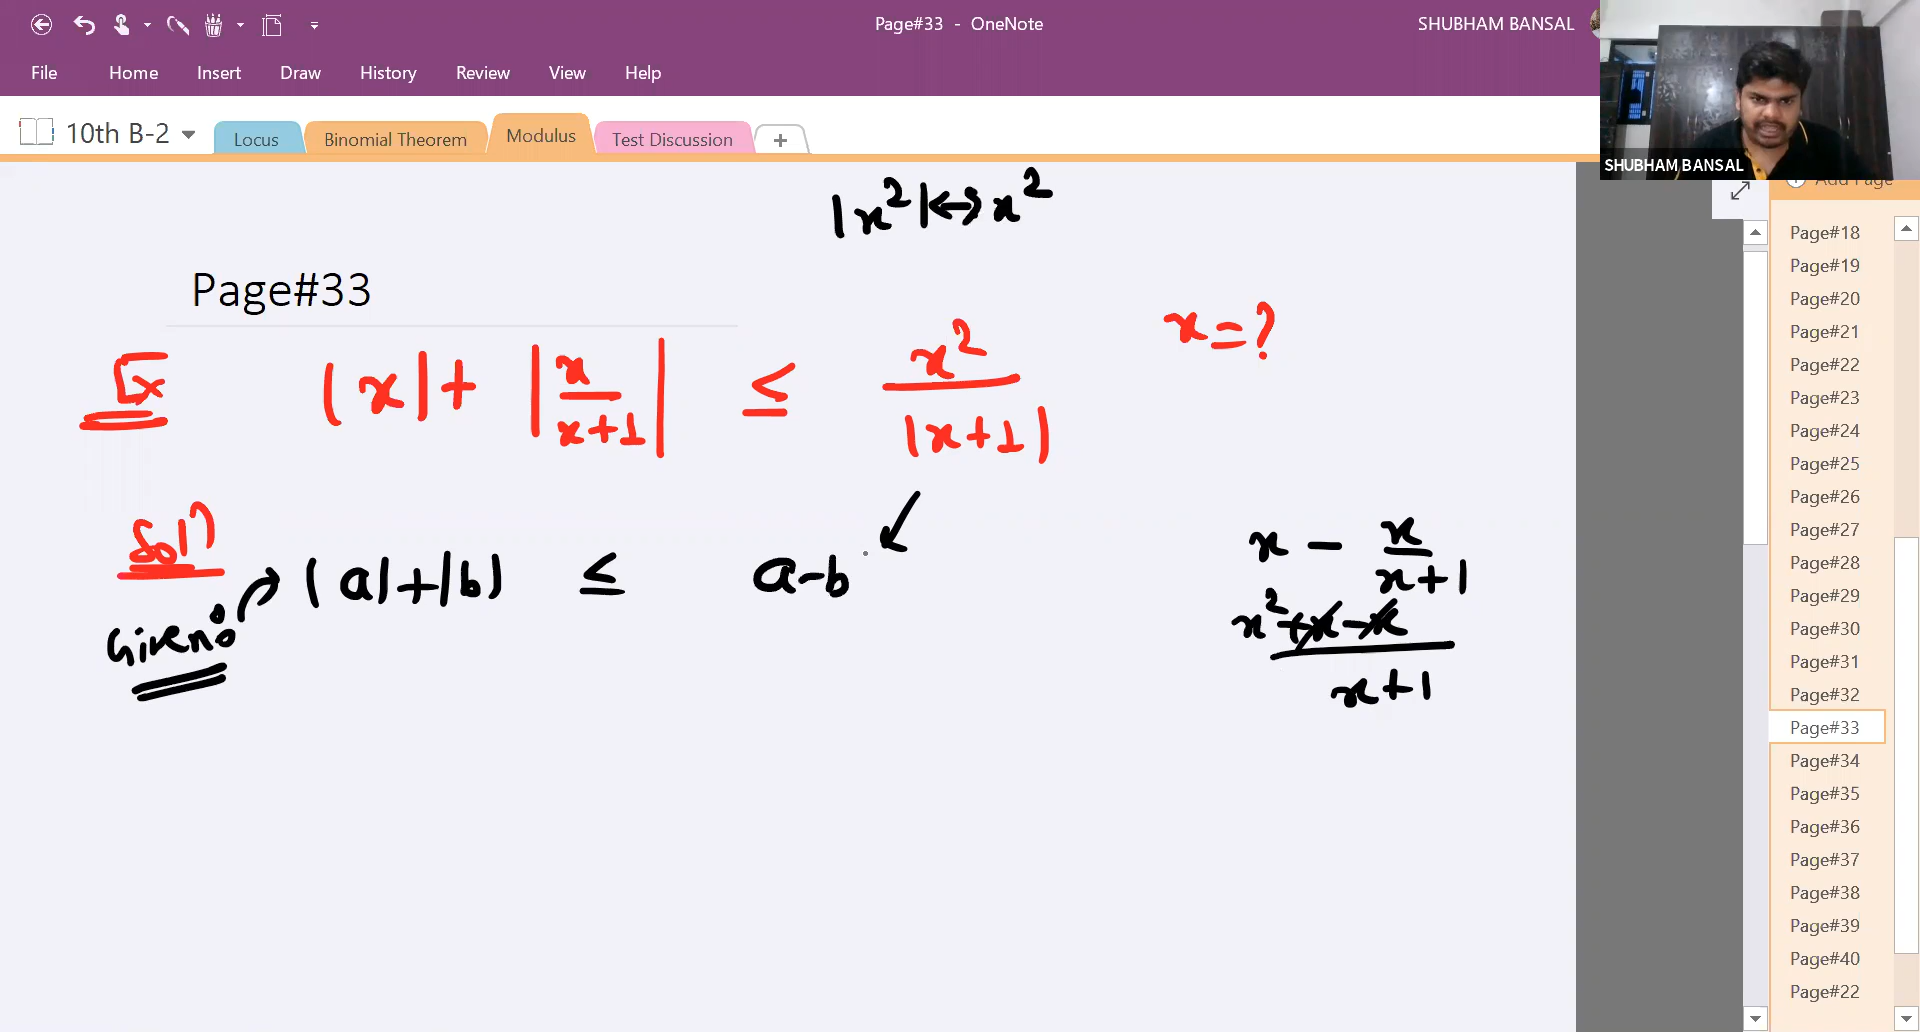 Page#33 - OneNote
SHUBHAM BANSAL
File Home Insert Draw History Review View Help
SHUBHAM BANSAL
10th B-2
Locus
Binomial Theorem
Modulus
Test Discussion
+
Add Page
|x²| ↔ x²
Page#33
x = ?
Ex |x| + |x/(x+1)| ≤ x²/|x+1|
Solⁿ
Given: |a| + |b| ≤ a-b
x - x/(x+1)
x² + x - x
x+1
Page#18
Page#19
Page#20
Page#21
Page#22
Page#23
Page#24
Page#25
Page#26
Page#27
Page#28
Page#29
Page#30
Page#31
Page#32
Page#33
Page#34
Page#35
Page#36
Page#37
Page#38
Page#39
Page#40
Page#22